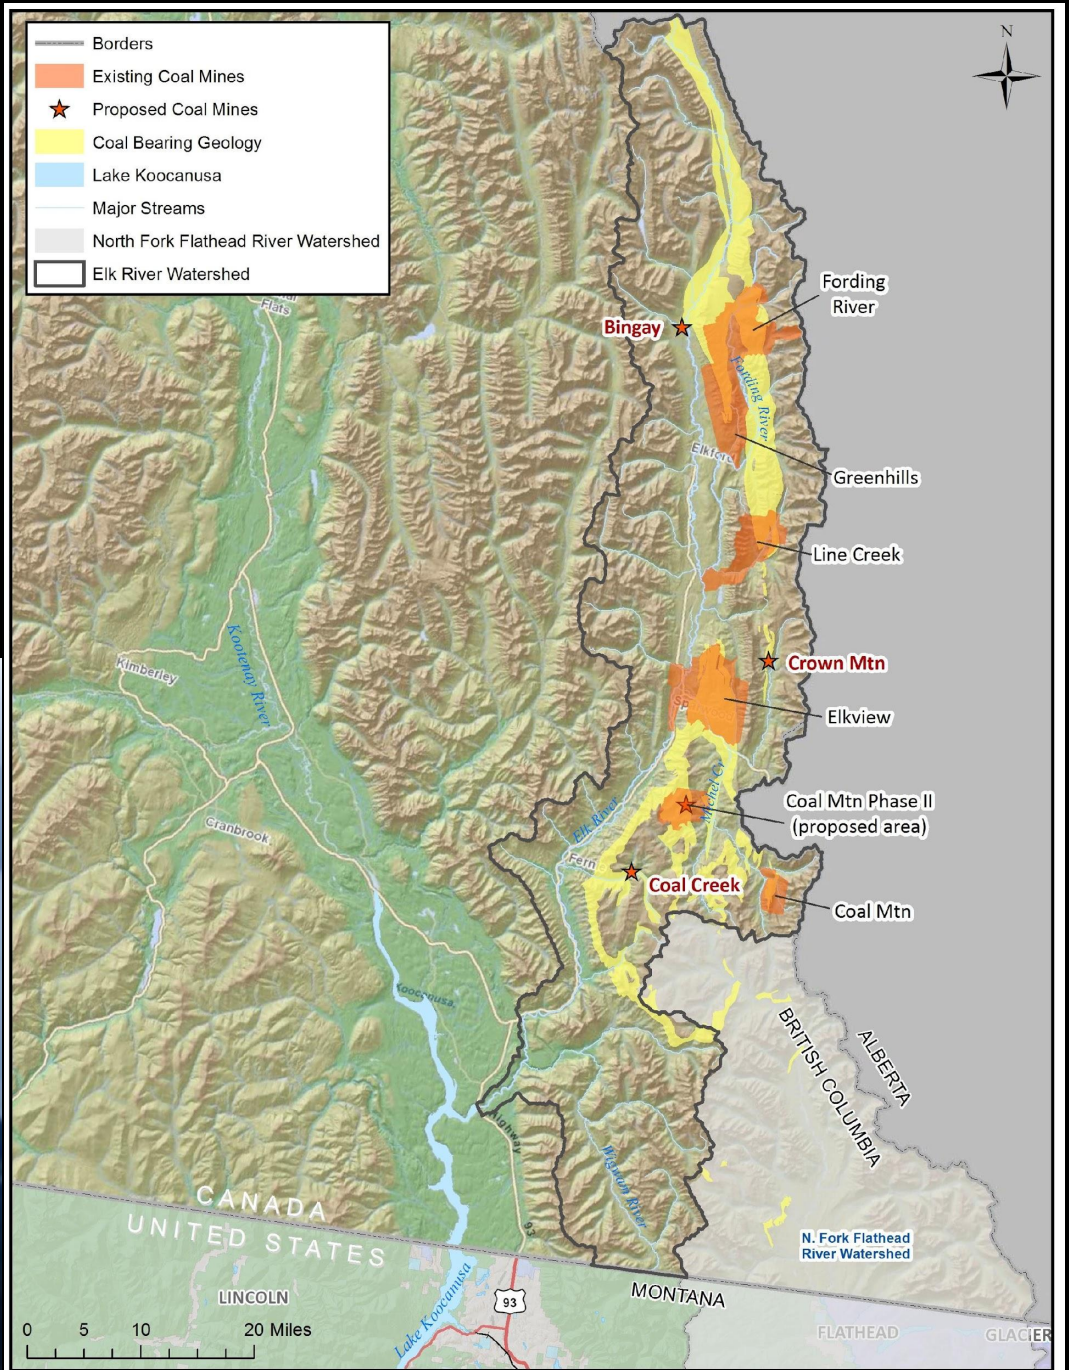 Borders
Existing Coal Mines
Proposed Coal Mines
Coal Bearing Geology
Lake Koocanusa
Major Streams
North Fork Flathead River Watershed
Elk River Watershed
N
Flats
Fording
River
Bingay
Fording River
Elkford
Greenhills
Line Creek
Kootenay River
Kimberley
Crown Mtn
Sp
Elkview
Michel Cr
Coal Mtn Phase II
(proposed area)
Elk River
Cranbrook
Fern
Coal Creek
Coal Mtn
Koocanusa
BRITISH COLUMBIA
ALBERTA
Highway
93
Wigwam River
CANADA
UNITED STATES
N. Fork Flathead
River Watershed
MONTANA
LINCOLN
93
Lake Koocanusa
0 5 10 20 Miles
FLATHEAD
GLACIER